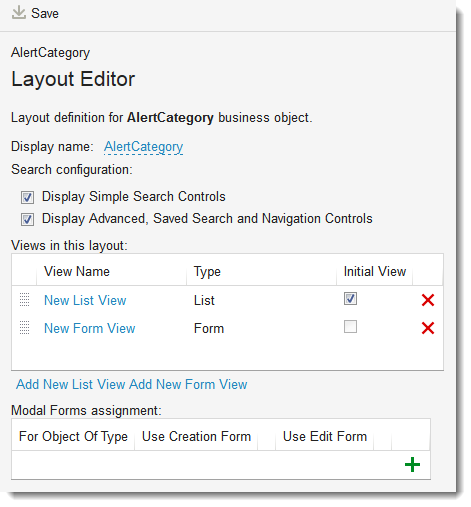 Save
AlertCategory
Layout Editor
Layout definition for AlertCategory business object.
Display name: AlertCategory
Search configuration:
Display Simple Search Controls
Display Advanced, Saved Search and Navigation Controls
Views in this layout:
View Name Type Initial View
New List View List
New Form View Form
Add New List View Add New Form View
Modal Forms assignment:
For Object Of Type Use Creation Form Use Edit Form